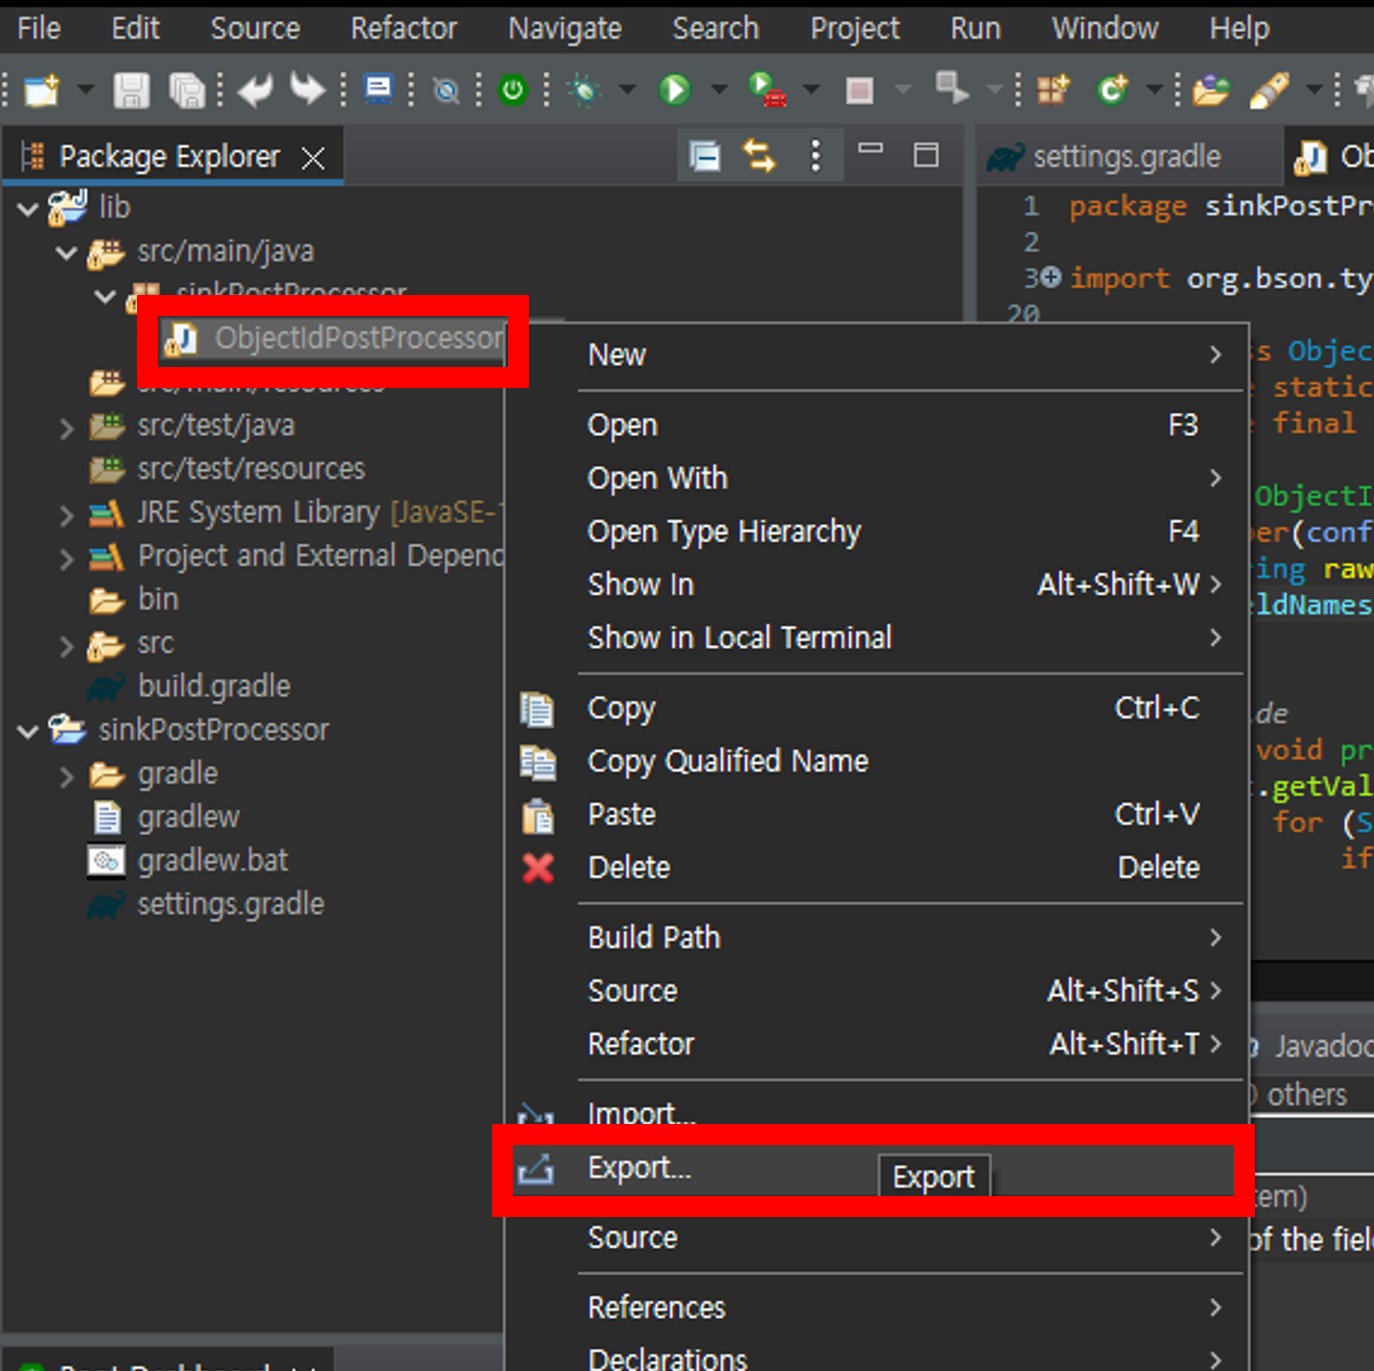 File Edit Source Refactor Navigate Search Project Run Window Help
Package Explorer
lib
src/main/java
sinkPostProcessor
ObjectIdPostProcessor
src/main/resources
src/test/java
src/test/resources
JRE System Library [JavaSE-
Project and External Depend
bin
src
build.gradle
sinkPostProcessor
gradle
gradlew
gradlew.bat
settings.gradle
New
Open F3
Open With
Open Type Hierarchy F4
Show In Alt+Shift+W
Show in Local Terminal
Copy Ctrl+C
Copy Qualified Name
Paste Ctrl+V
Delete Delete
Build Path
Source Alt+Shift+S
Refactor Alt+Shift+T
Import...
Export...
Export
Source
References
Declarations
settings.gradle Ob
1 package sinkPostPr
2
3 import org.bson.ty
20
ss Objec
static
final
ObjectI
per(conf
ring raw
eldNames
de
void pr
.getVal
for (S
if
Javadoc
others
tem)
of the fiel